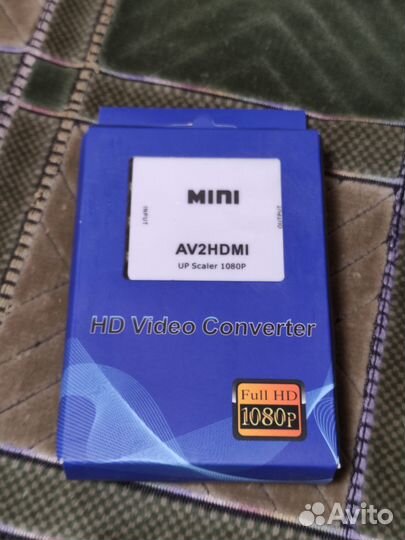 MINI
INPUT
OUTPUT
AV2HDMI
UP Scaler 1080P
HD Video Converter
Full HD
1080p
Avito